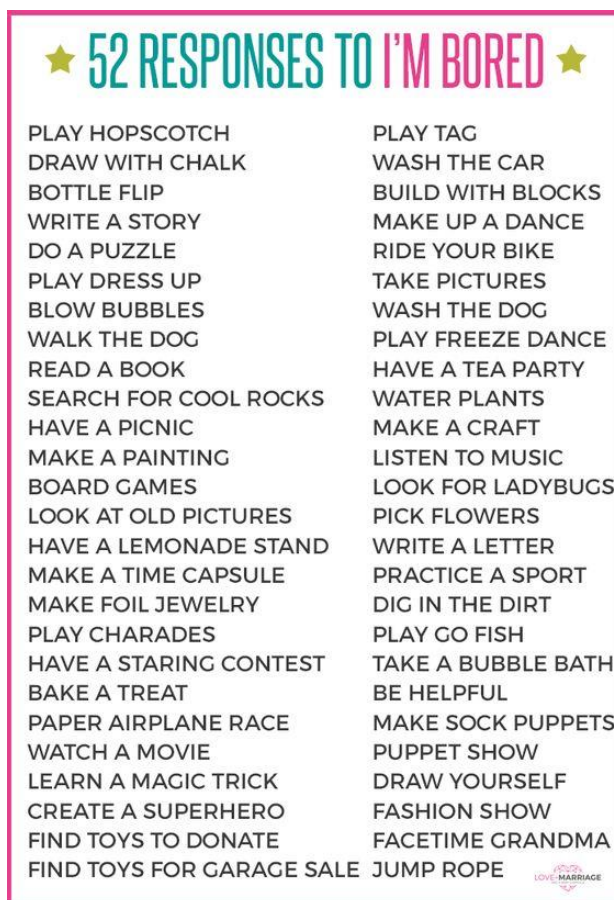 52 RESPONSES TO I'M BORED
PLAY HOPSCOTCH
DRAW WITH CHALK
BOTTLE FLIP
WRITE A STORY
DO A PUZZLE
PLAY DRESS UP
BLOW BUBBLES
WALK THE DOG
READ A BOOK
SEARCH FOR COOL ROCKS
HAVE A PICNIC
MAKE A PAINTING
BOARD GAMES
LOOK AT OLD PICTURES
HAVE A LEMONADE STAND
MAKE A TIME CAPSULE
MAKE FOIL JEWELRY
PLAY CHARADES
HAVE A STARING CONTEST
BAKE A TREAT
PAPER AIRPLANE RACE
WATCH A MOVIE
LEARN A MAGIC TRICK
CREATE A SUPERHERO
FIND TOYS TO DONATE
FIND TOYS FOR GARAGE SALE
PLAY TAG
WASH THE CAR
BUILD WITH BLOCKS
MAKE UP A DANCE
RIDE YOUR BIKE
TAKE PICTURES
WASH THE DOG
PLAY FREEZE DANCE
HAVE A TEA PARTY
WATER PLANTS
MAKE A CRAFT
LISTEN TO MUSIC
LOOK FOR LADYBUGS
PICK FLOWERS
WRITE A LETTER
PRACTICE A SPORT
DIG IN THE DIRT
PLAY GO FISH
TAKE A BUBBLE BATH
BE HELPFUL
MAKE SOCK PUPPETS
PUPPET SHOW
DRAW YOURSELF
FASHION SHOW
FACETIME GRANDMA
JUMP ROPE
LOVE MARRIAGE